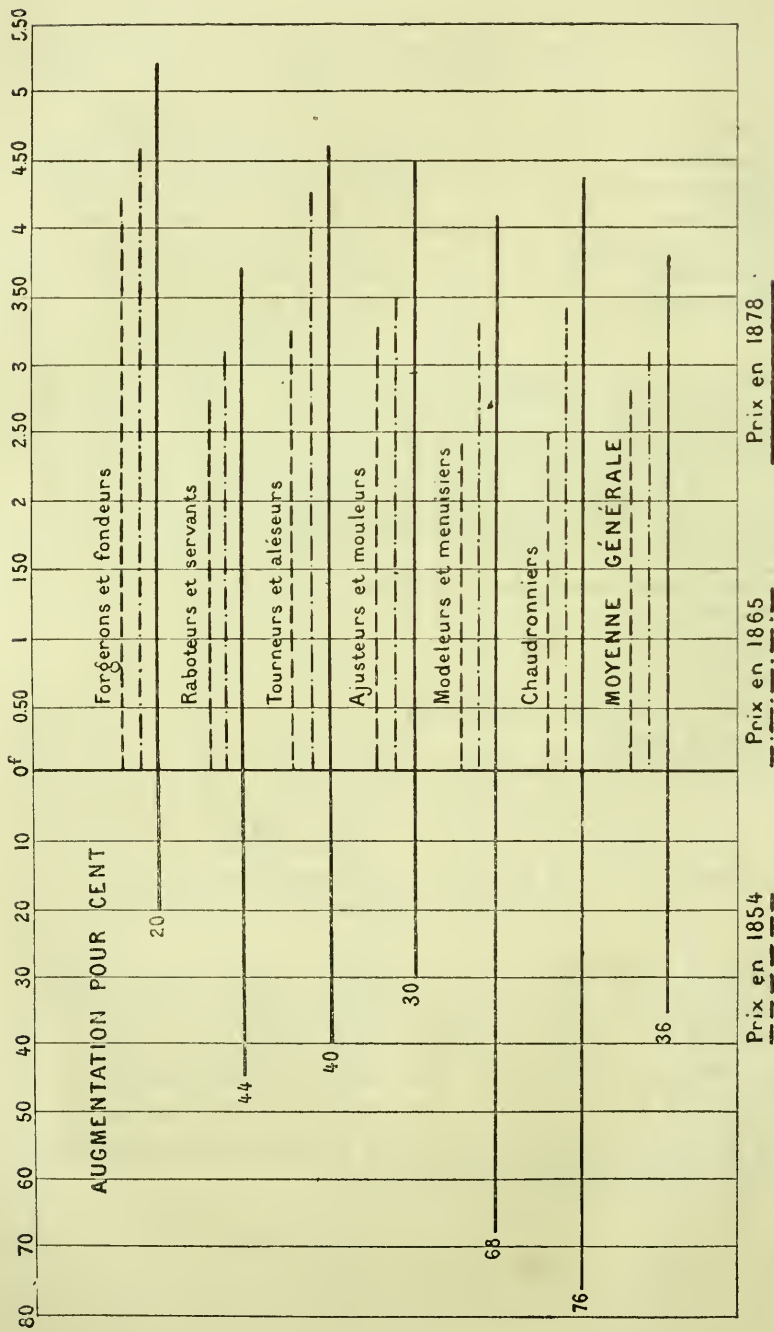 80 70 60 50 40 30 20 10 0f 0.50 1 1 50 2 2.50 3 3.50 4 4.50 5 5.50
AUGMENTATION POUR CENT
Forgerons et fondeurs
20
Raboteurs et servants
44
Tourneurs et aléseurs
40
Ajusteurs et mouleurs
30
Modeleurs et menuisiers
68
Chaudronniers
76
MOYENNE GÉNÉRALE
36
Prix en 1854 Prix en 1865 Prix en 1878